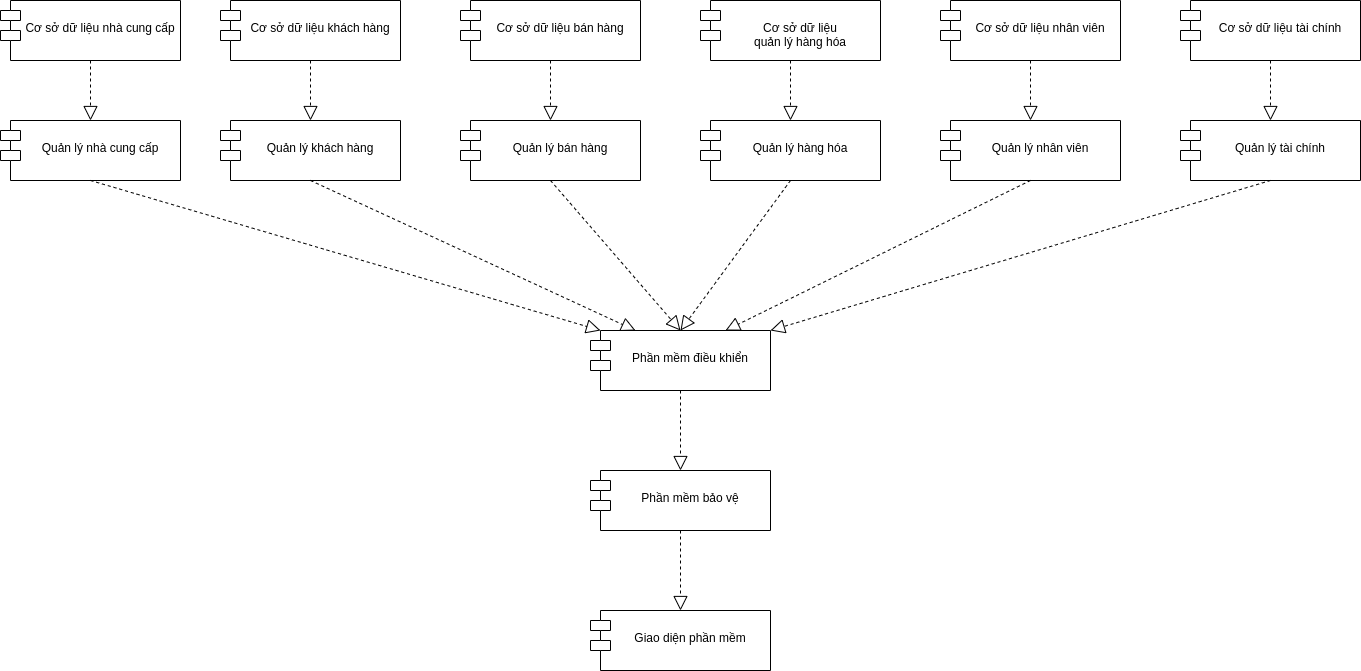 Cơ sở dữ liệu nhà cung cấp
Cơ sở dữ liệu khách hàng
Cơ sở dữ liệu bán hàng
Cơ sở dữ liệu
quản lý hàng hóa
Cơ sở dữ liệu nhân viên
Cơ sở dữ liệu tài chính
Quản lý nhà cung cấp
Quản lý khách hàng
Quản lý bán hàng
Quản lý hàng hóa
Quản lý nhân viên
Quản lý tài chính
Phần mềm điều khiển
Phần mềm bảo vệ
Giao diện phần mềm